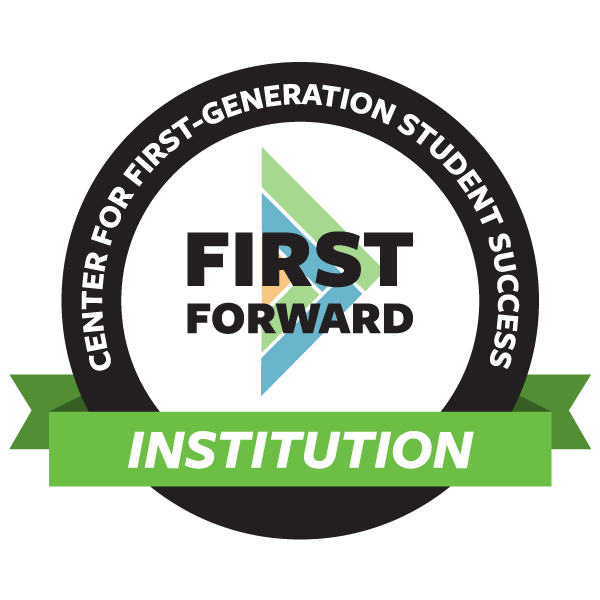 CENTER FOR FIRST-GENERATION STUDENT SUCCESS
FIRST
FORWARD
INSTITUTION